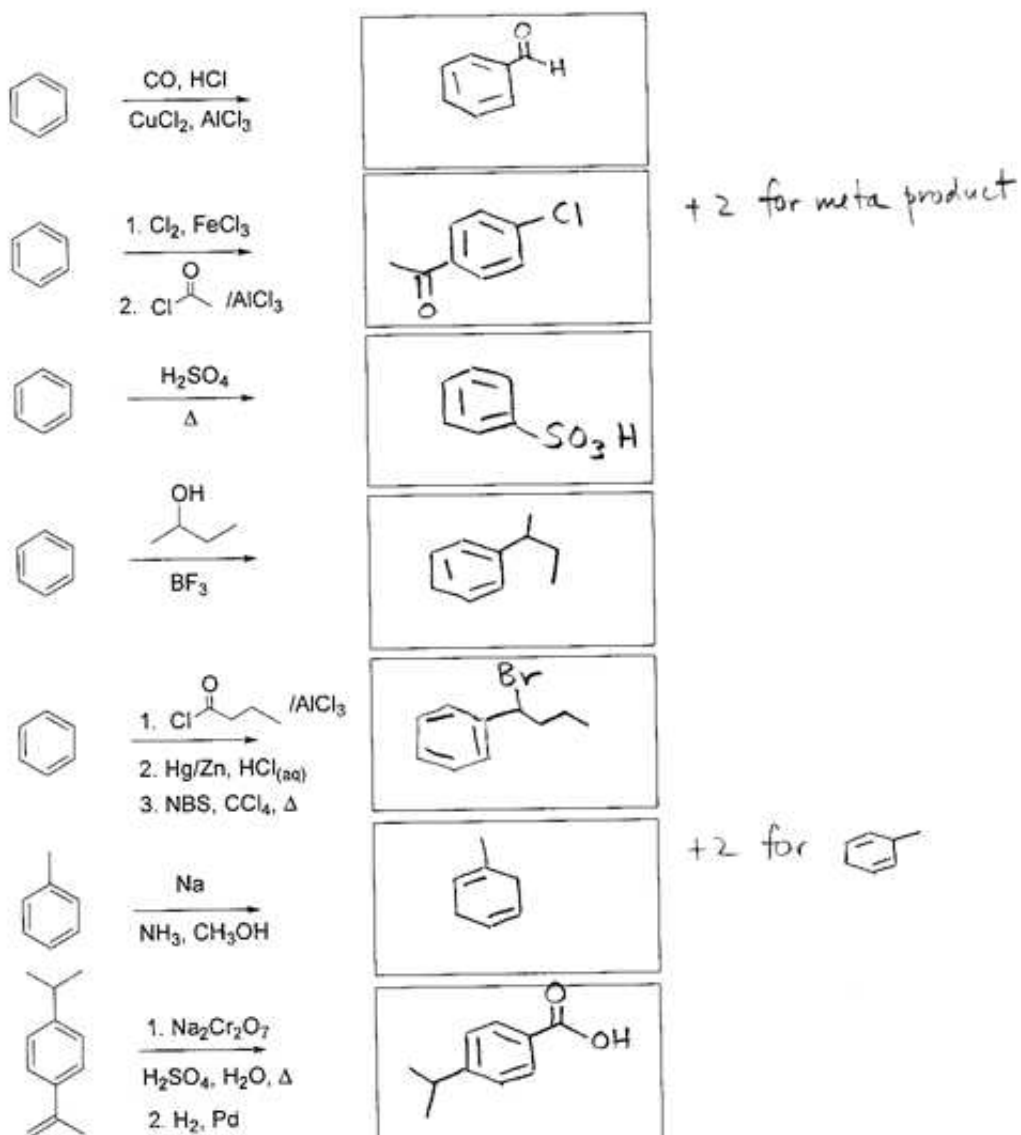 CO, HCl
CuCl₂, AlCl₃
O
H
1. Cl₂, FeCl₃
O
2. Cl /AlCl₃
Cl
O
+2 for meta product
H₂SO₄
Δ
SO₃H
OH
BF₃
O
1. Cl /AlCl₃
2. Hg/Zn, HCl(aq)
3. NBS, CCl₄, Δ
Br
Na
NH₃, CH₃OH
+2 for
1. Na₂Cr₂O₇
H₂SO₄, H₂O, Δ
2. H₂, Pd
O
OH